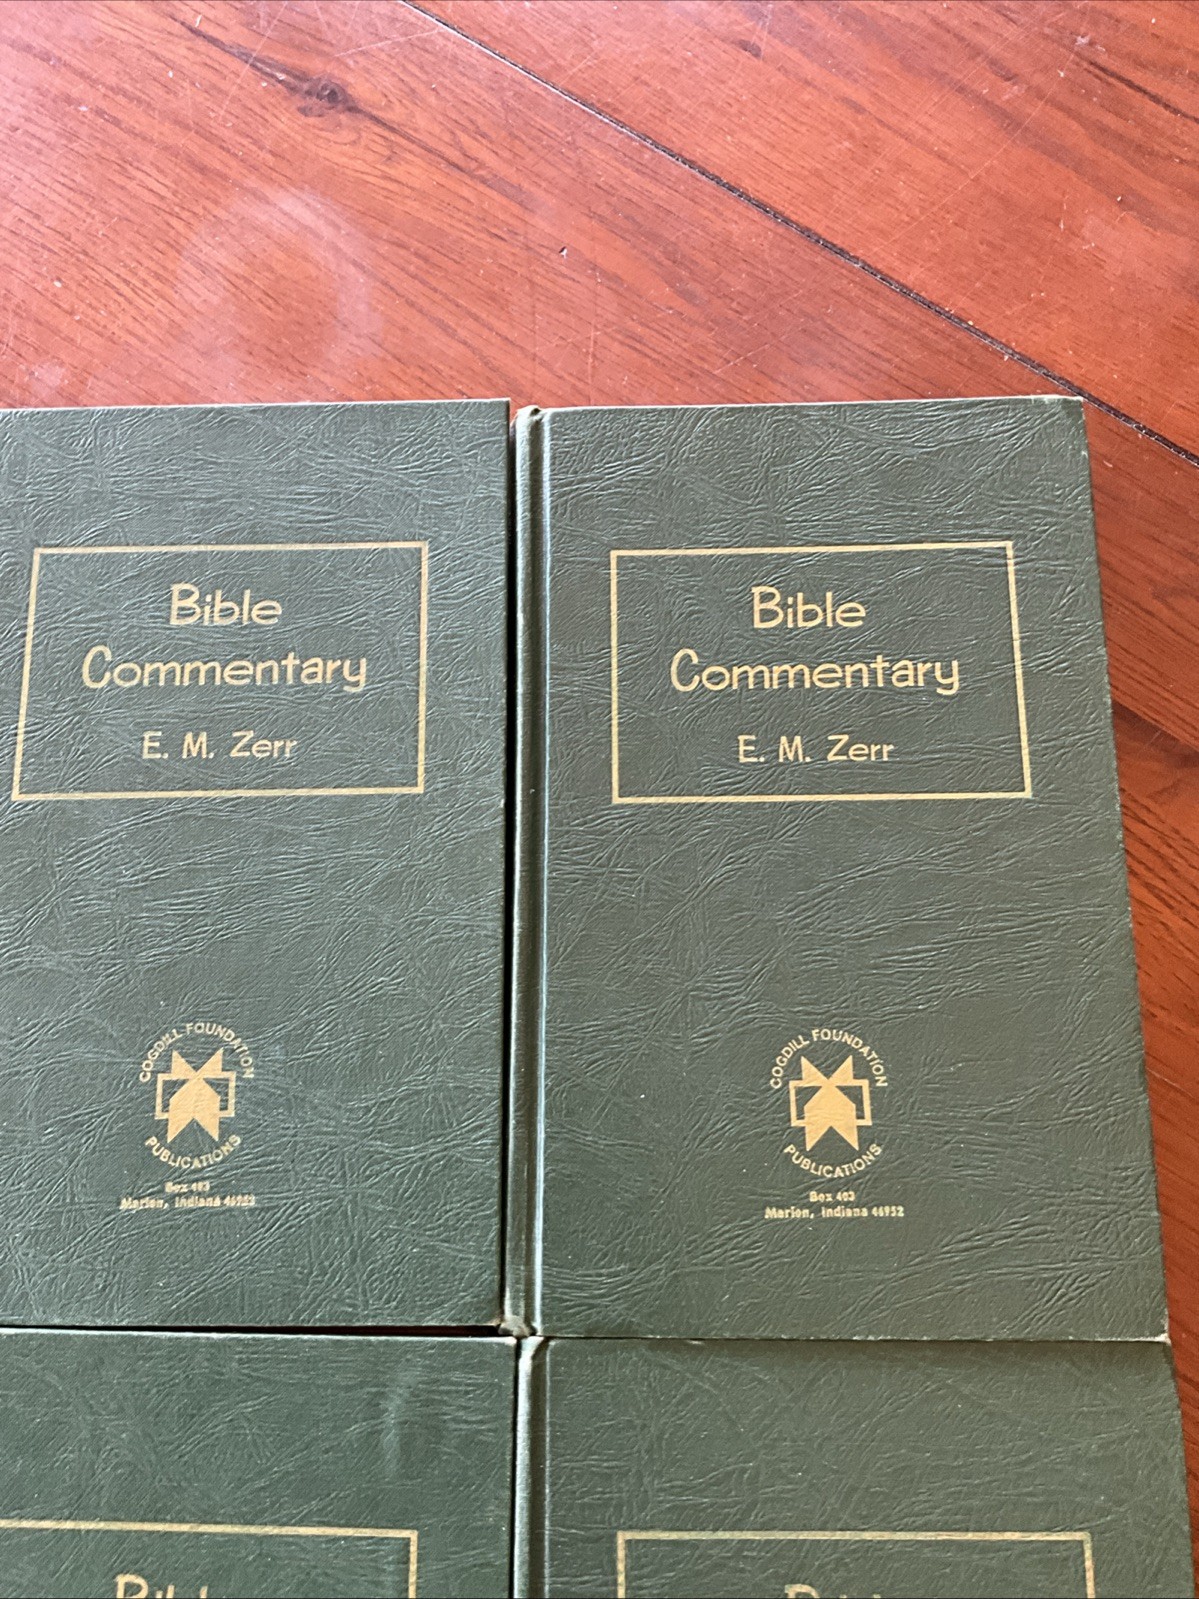 Bible
Commentary
E. M. Zerr
COGDILL FOUNDATION
PUBLICATIONS
Box 403
Marion, Indiana 46952
Bible
Commentary
E. M. Zerr
COGDILL FOUNDATION
PUBLICATIONS
Box 403
Marion, Indiana 46952